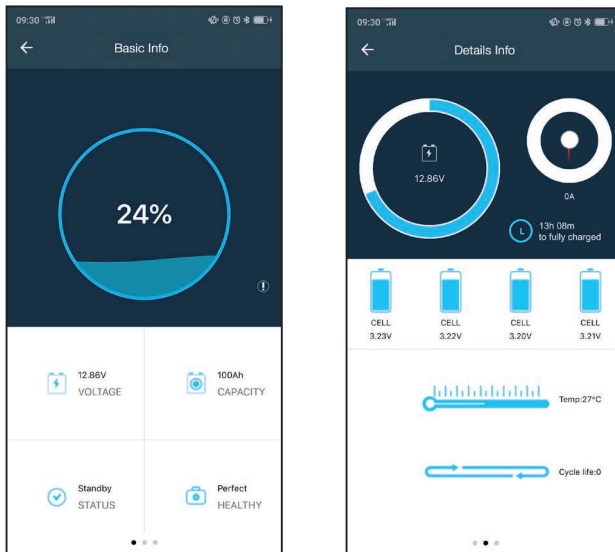 09:30
Basic Info
24%
12.86V
VOLTAGE
100Ah
CAPACITY
Standby
STATUS
Perfect
HEALTHY
09:30
Details Info
12.86V
0A
L
13h 08m
to fully charged
CELL
3.23V
CELL
3.22V
CELL
3.20V
CELL
3.21V
Temp:27°C
Cycle life:0